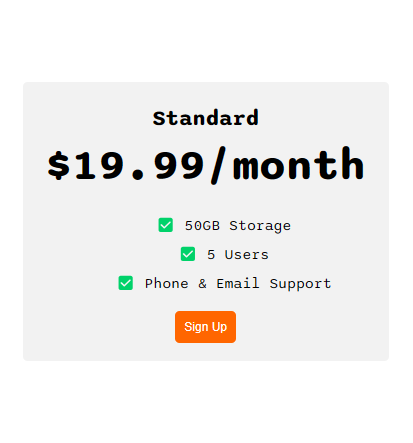 Standard
$19.99/month
50GB Storage
5 Users
Phone & Email Support
Sign Up